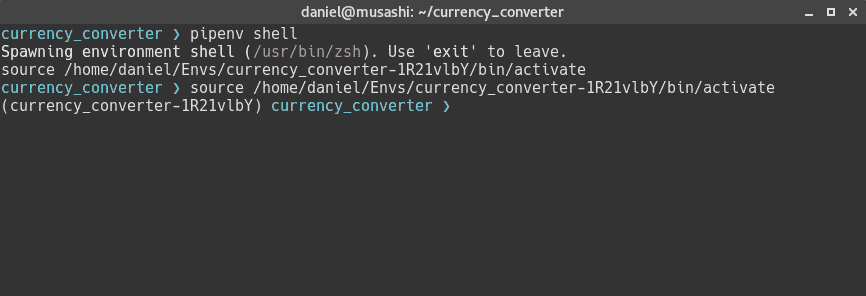 daniel@musashi: ~/currency_converter
currency_converter ❯ pipenv shell
Spawning environment shell (/usr/bin/zsh). Use 'exit' to leave.
source /home/daniel/Envs/currency_converter-1R21vlbY/bin/activate
currency_converter ❯ source /home/daniel/Envs/currency_converter-1R21vlbY/bin/activate
(currency_converter-1R21vlbY) currency_converter ❯